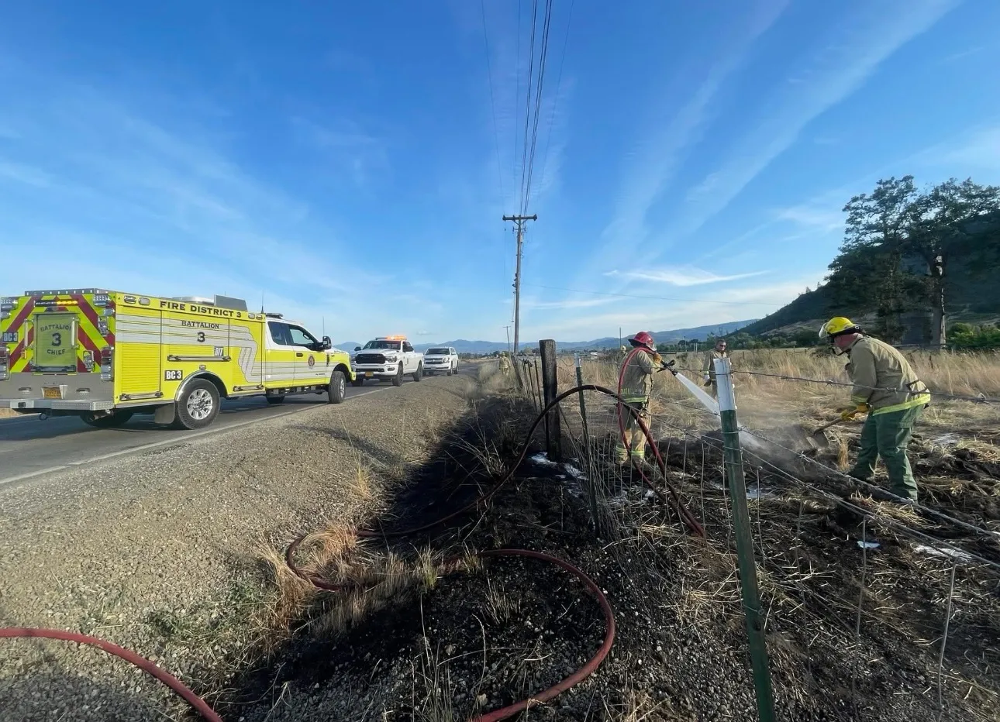 FIRE DISTRICT 3
BATTALION
3
BC 3
BATTALION
3
CHIEF
BC-3